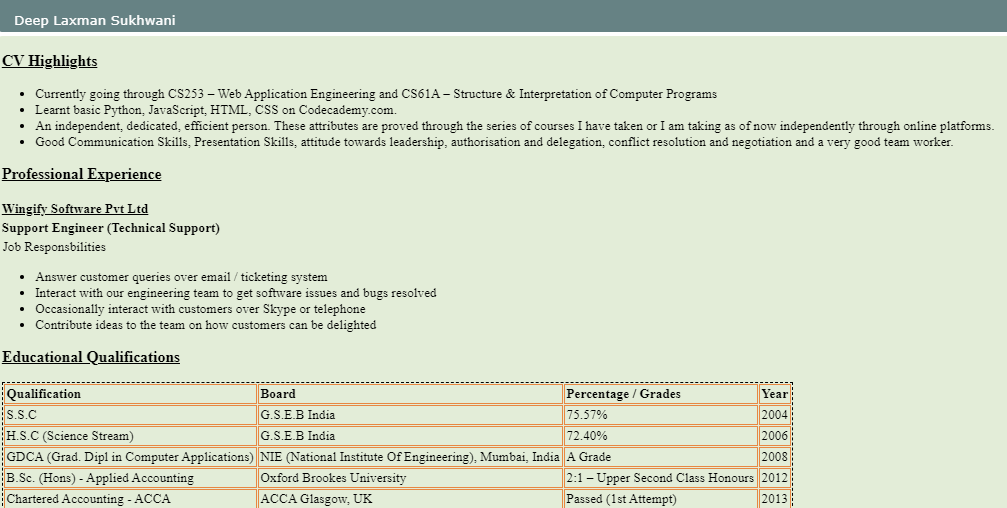 Deep Laxman Sukhwani
CV Highlights
Currently going through CS253 – Web Application Engineering and CS61A – Structure & Interpretation of Computer Programs
Learnt basic Python, JavaScript, HTML, CSS on Codecademy.com.
An independent, dedicated, efficient person. These attributes are proved through the series of courses I have taken or I am taking as of now independently through online platforms.
Good Communication Skills, Presentation Skills, attitude towards leadership, authorisation and delegation, conflict resolution and negotiation and a very good team worker.
Professional Experience
Wingify Software Pvt Ltd
Support Engineer (Technical Support)
Job Responsbilities
Answer customer queries over email / ticketing system
Interact with our engineering team to get software issues and bugs resolved
Occasionally interact with customers over Skype or telephone
Contribute ideas to the team on how customers can be delighted
Educational Qualifications
Qualification Board Percentage / Grades Year
S.S.C G.S.E.B India 75.57% 2004
H.S.C (Science Stream) G.S.E.B India 72.40% 2006
GDCA (Grad. Dipl in Computer Applications) NIE (National Institute Of Engineering), Mumbai, India A Grade 2008
B.Sc. (Hons) - Applied Accounting Oxford Brookes University 2:1 – Upper Second Class Honours 2012
Chartered Accounting - ACCA ACCA Glasgow, UK Passed (1st Attempt) 2013